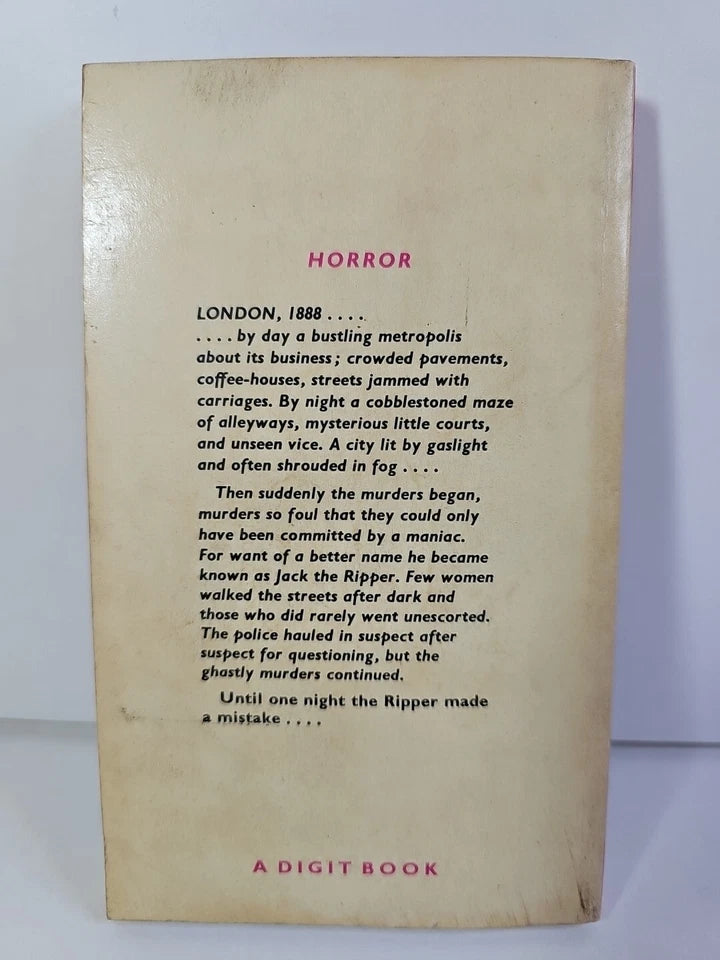 HORROR
LONDON, 1888 . . . .
. . . . by day a bustling metropolis
about its business; crowded pavements,
coffee-houses, streets jammed with
carriages. By night a cobblestoned maze
of alleyways, mysterious little courts,
and unseen vice. A city lit by gaslight
and often shrouded in fog . . . .
Then suddenly the murders began,
murders so foul that they could only
have been committed by a maniac.
For want of a better name he became
known as Jack the Ripper. Few women
walked the streets after dark and
those who did rarely went unescorted.
The police hauled in suspect after
suspect for questioning, but the
ghastly murders continued.
Until one night the Ripper made
a mistake . . . .
A DIGIT BOOK